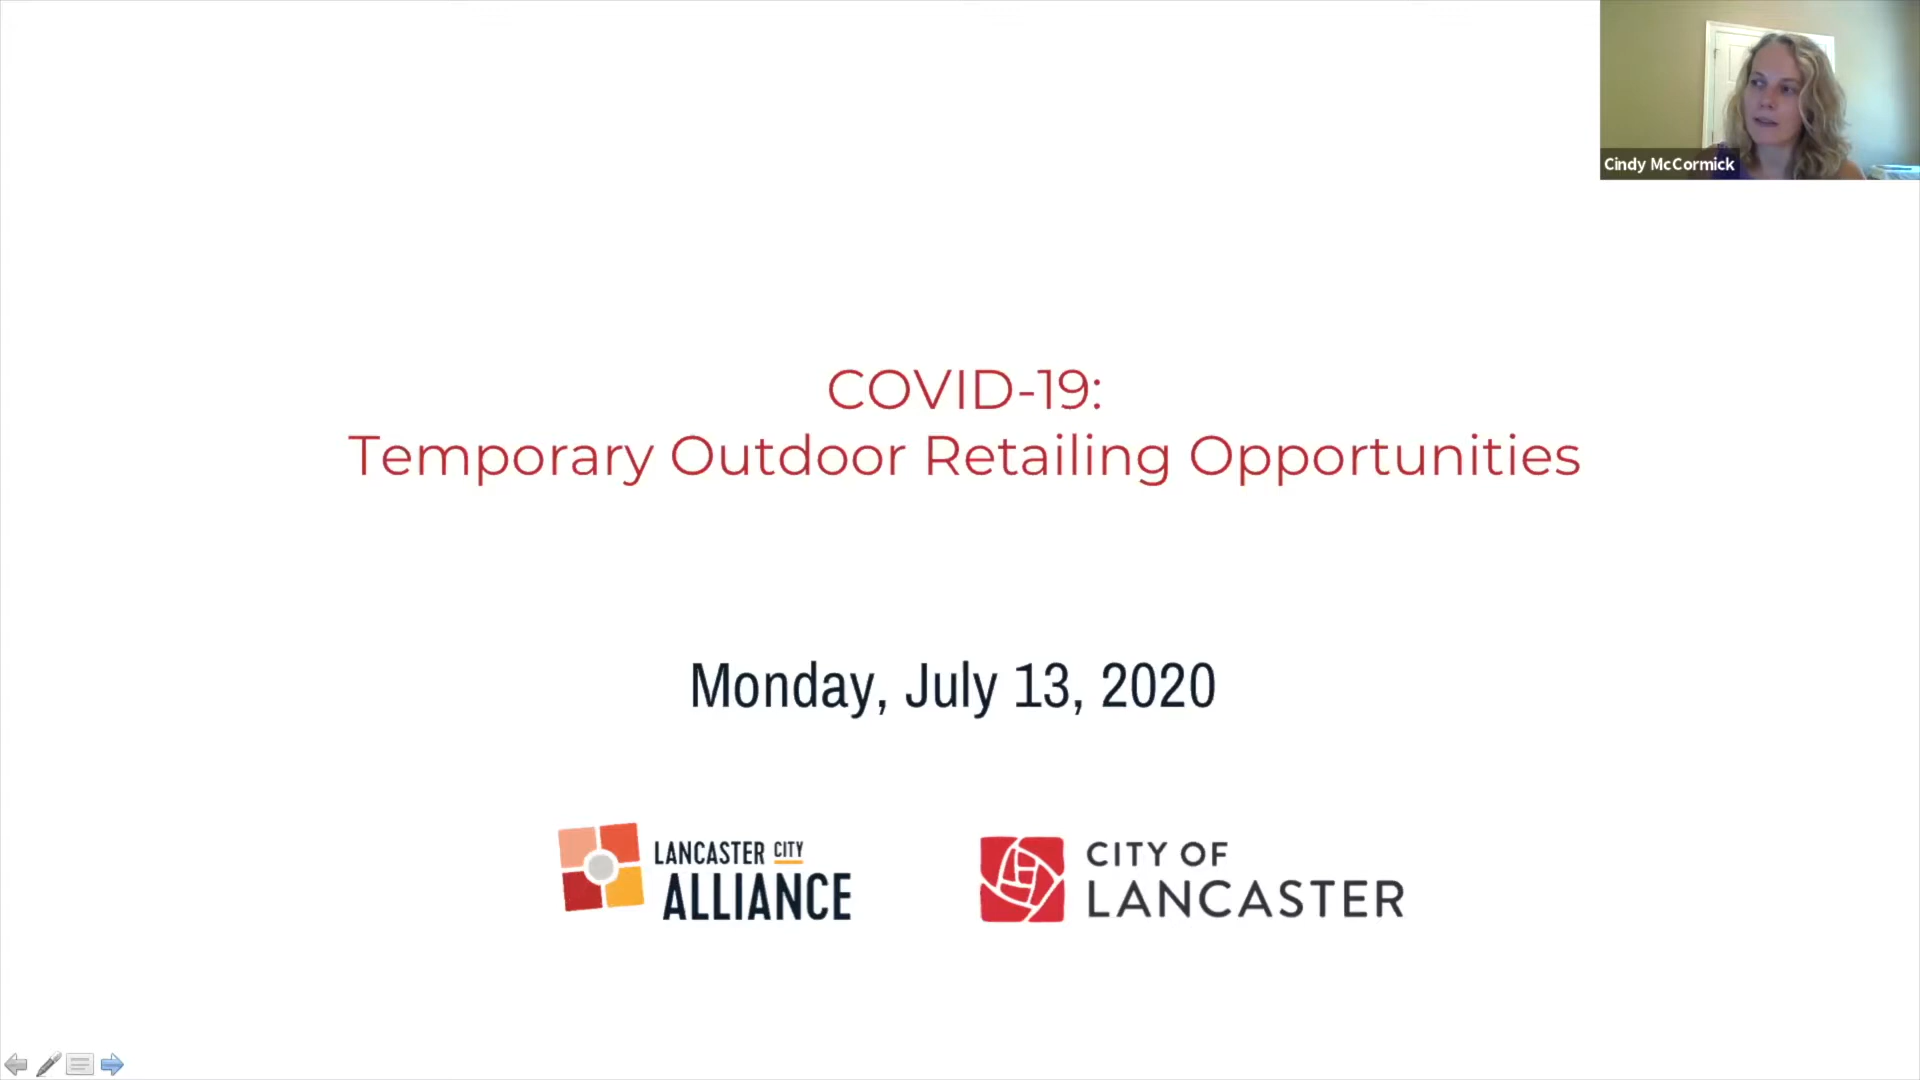 Cindy McCormick
COVID-19:
Temporary Outdoor Retailing Opportunities
Monday, July 13, 2020
LANCASTER CITY
ALLIANCE
CITY OF
LANCASTER